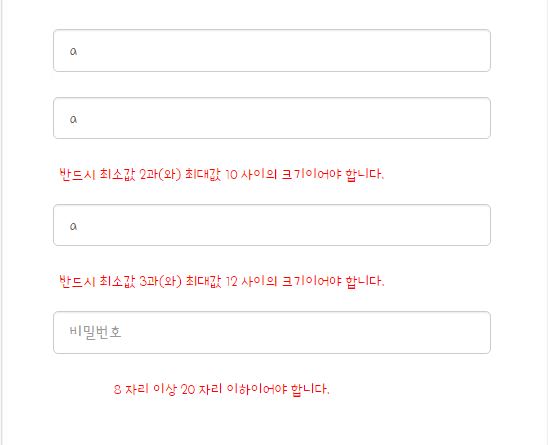 a
a
반드시 최소값 2과(와) 최대값 10 사이의 크기이어야 합니다.
a
반드시 최소값 3과(와) 최대값 12 사이의 크기이어야 합니다.
비밀번호
8 자리 이상 20 자리 이하이어야 합니다.